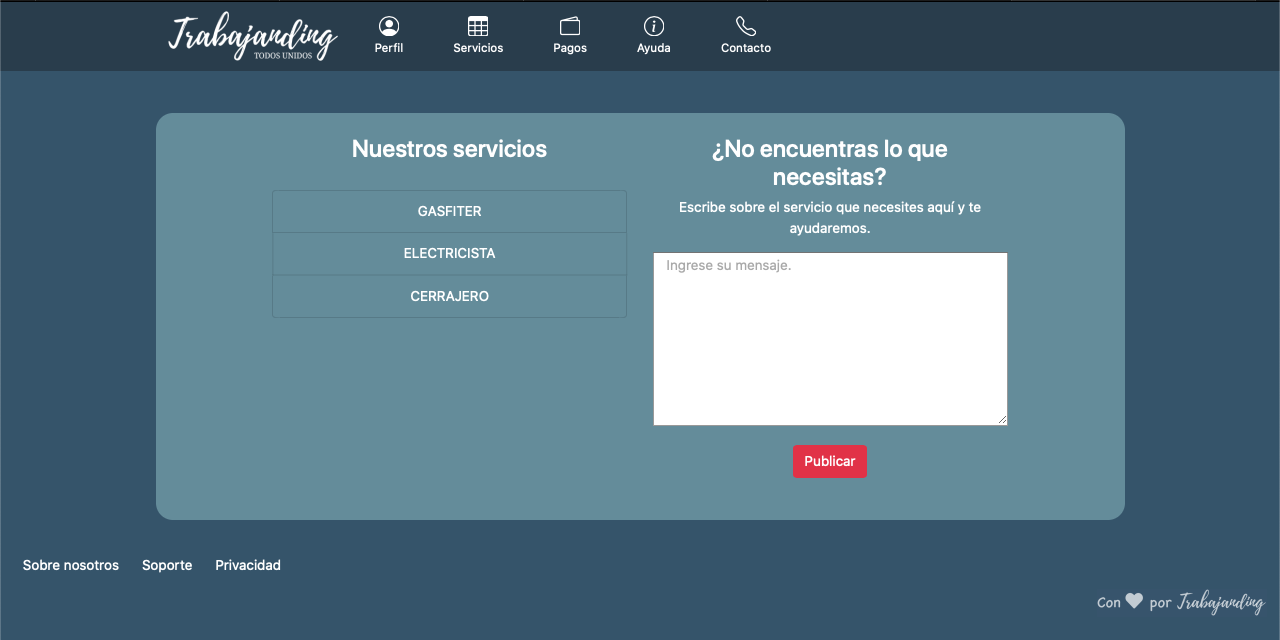 Trabajanding
TODOS UNIDOS
Perfil
Servicios
Pagos
Ayuda
Contacto
Nuestros servicios
GASFITER
ELECTRICISTA
CERRAJERO
¿No encuentras lo que
necesitas?
Escribe sobre el servicio que necesites aquí y te
ayudaremos.
Ingrese su mensaje.
Publicar
Sobre nosotros
Soporte
Privacidad
Con por Trabajanding